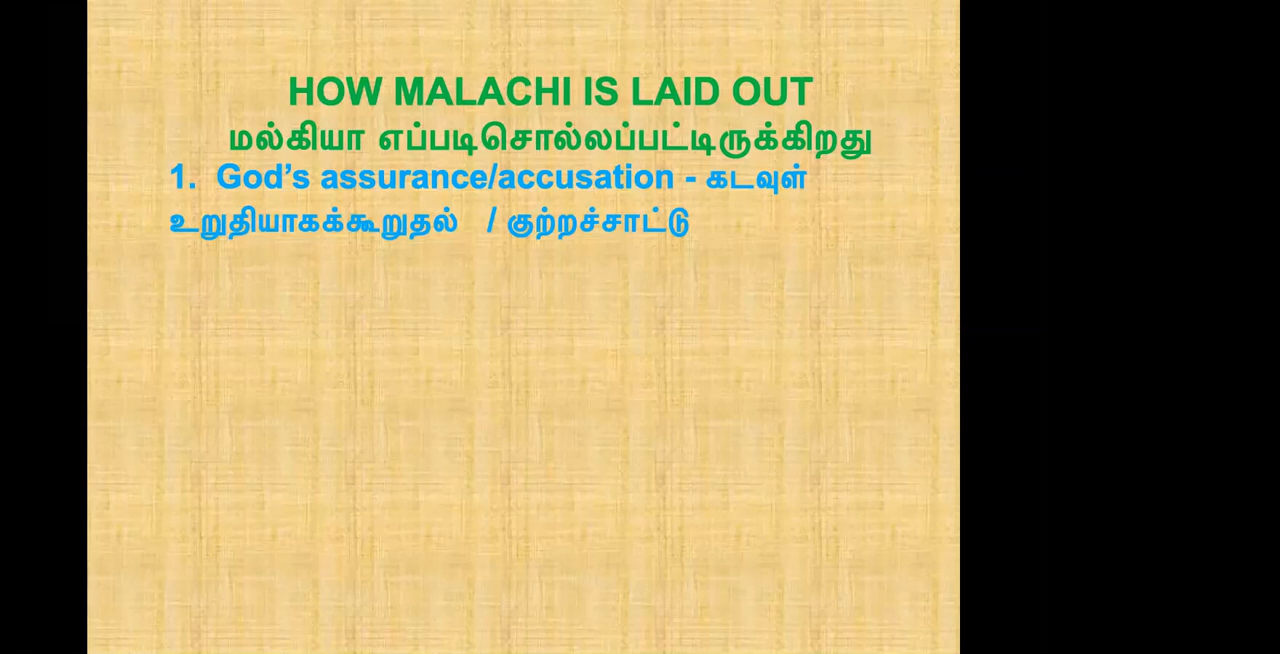 HOW MALACHI IS LAID OUT
மல்கியா எப்படிசொல்லப்பட்டிருக்கிறது
1. God’s assurance/accusation - கடவுள்
உறுதியாகக்கூறுதல் / குற்றச்சாட்டு